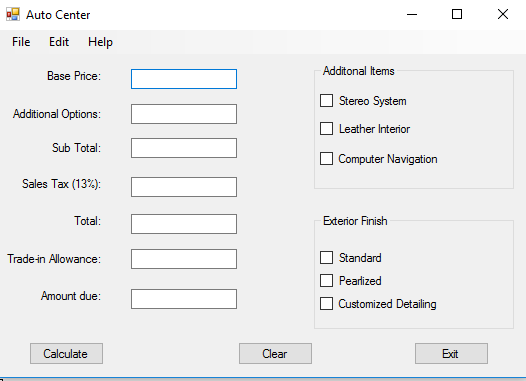 Auto Center
File Edit Help
Base Price:
Additional Options:
Sub Total:
Sales Tax (13%):
Total:
Trade-in Allowance:
Amount due:
Additonal Items
Stereo System
Leather Interior
Computer Navigation
Exterior Finish
Standard
Pearlized
Customized Detailing
Calculate Clear Exit